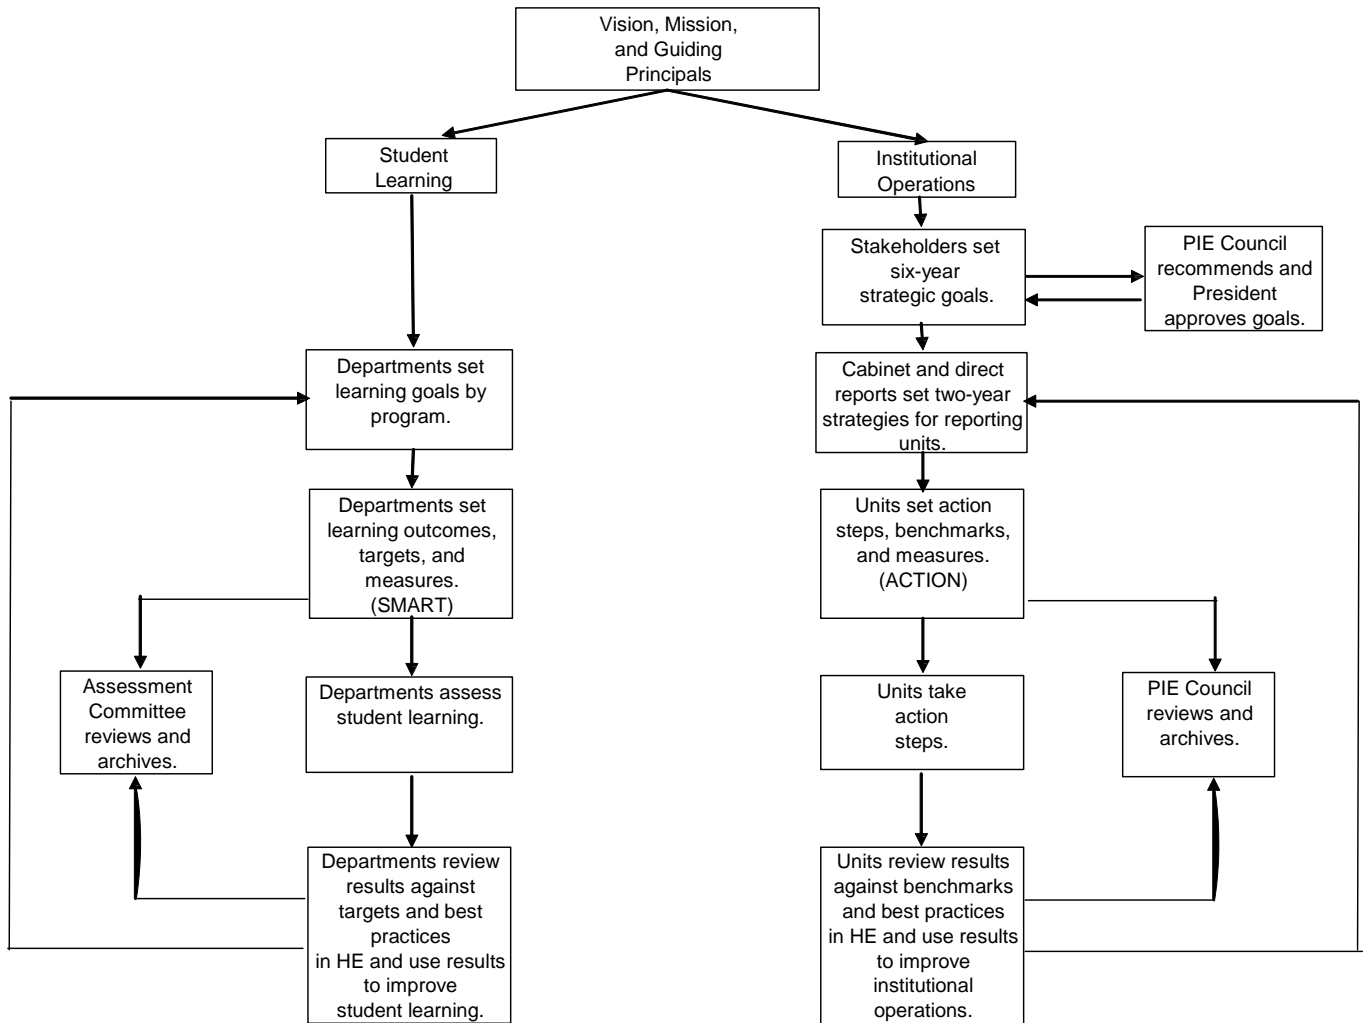 Vision, Mission,
and Guiding
Principals
Student
Learning
Institutional
Operations
Stakeholders set
six-year
strategic goals.
PIE Council
recommends and
President
approves goals.
Departments set
learning goals by
program.
Cabinet and direct
reports set two-year
strategies for reporting
units.
Departments set
learning outcomes,
targets, and
measures.
(SMART)
Units set action
steps, benchmarks,
and measures.
(ACTION)
Assessment
Committee
reviews and
archives.
Departments assess
student learning.
Units take
action
steps.
PIE Council
reviews and
archives.
Departments review
results against
targets and best
practices
in HE and use results
to improve
student learning.
Units review results
against benchmarks
and best practices
in HE and use results
to improve
institutional
operations.